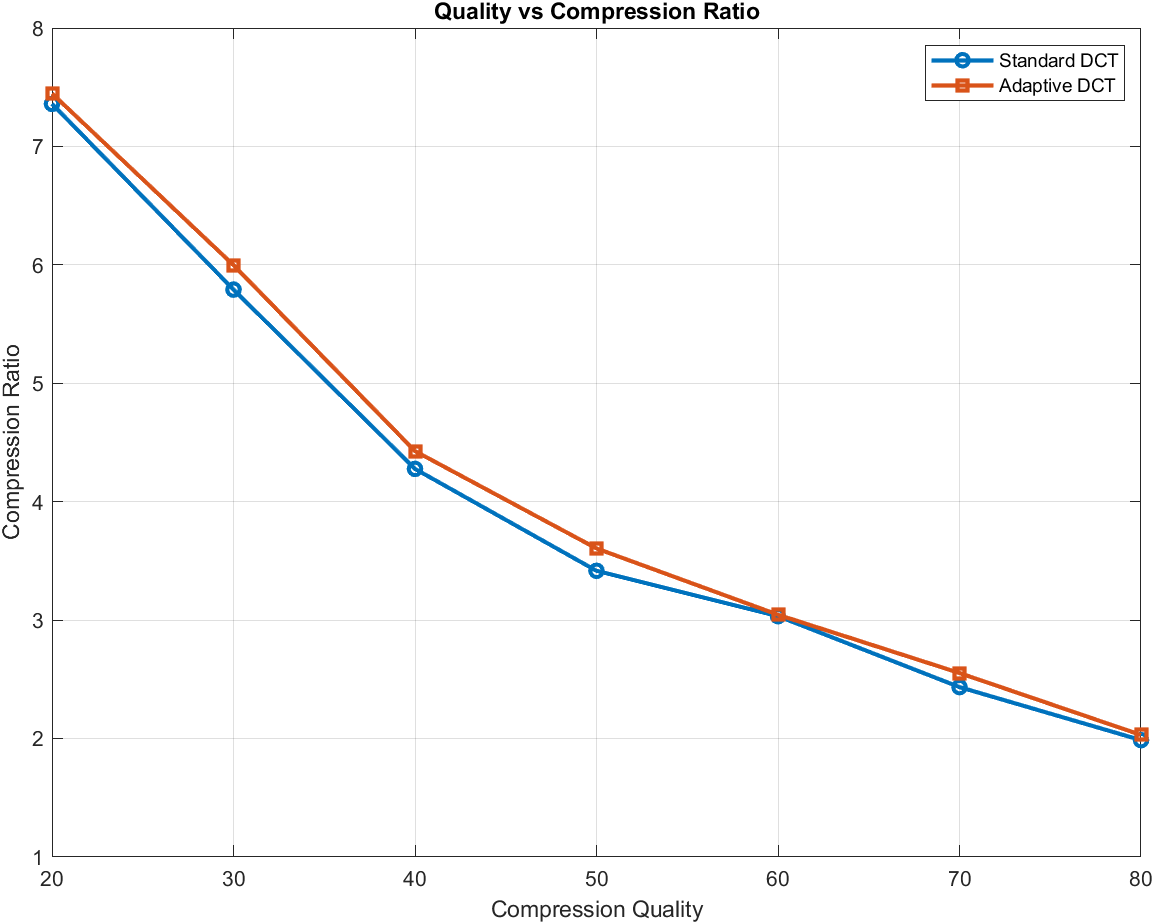 Quality vs Compression Ratio
Standard DCT
Adaptive DCT
Compression Ratio
8
7
6
5
4
3
2
1
20 30 40 50 60 70 80
Compression Quality